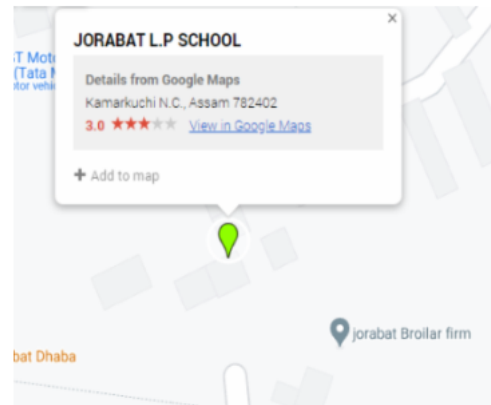 JORABAT L.P SCHOOL
Details from Google Maps
Kamarkuchi N.C., Assam 782402
3.0 View in Google Maps
+ Add to map
(Tata
jorabat Broilar firm
bat Dhaba